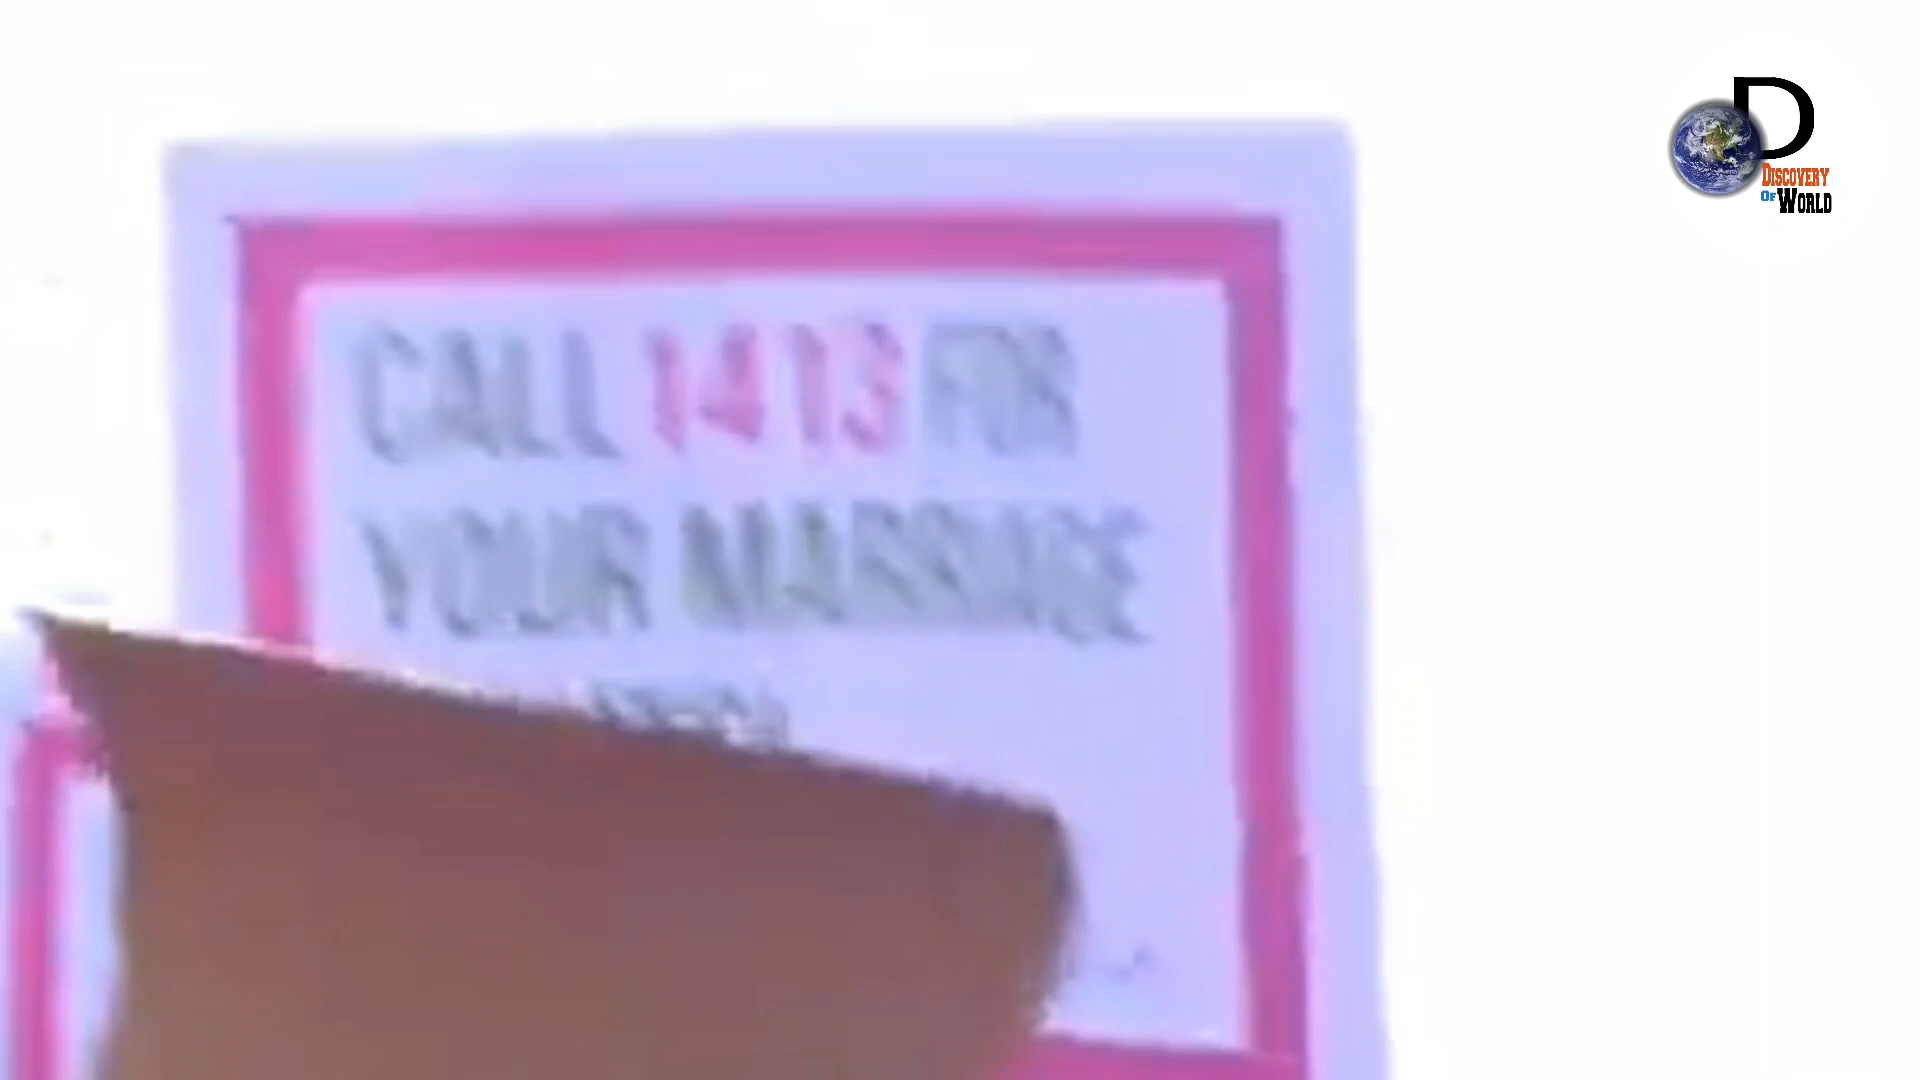 CALL 1413 FOR
YOUR MARRIAGE
D
DISCOVERY
OF WORLD